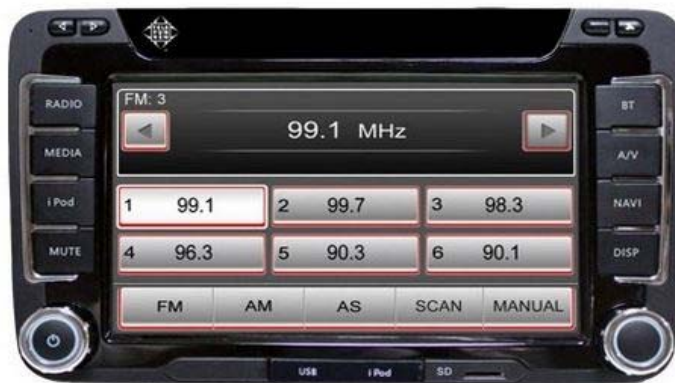 FM: 3
RADIO
99.1 MHz
BT
MEDIA
A/V
iPod
1 99.1
2 99.7
3 98.3
NAVI
MUTE
4 96.3
5 90.3
6 90.1
DISP
FM AM AS SCAN MANUAL
USB iPod SD